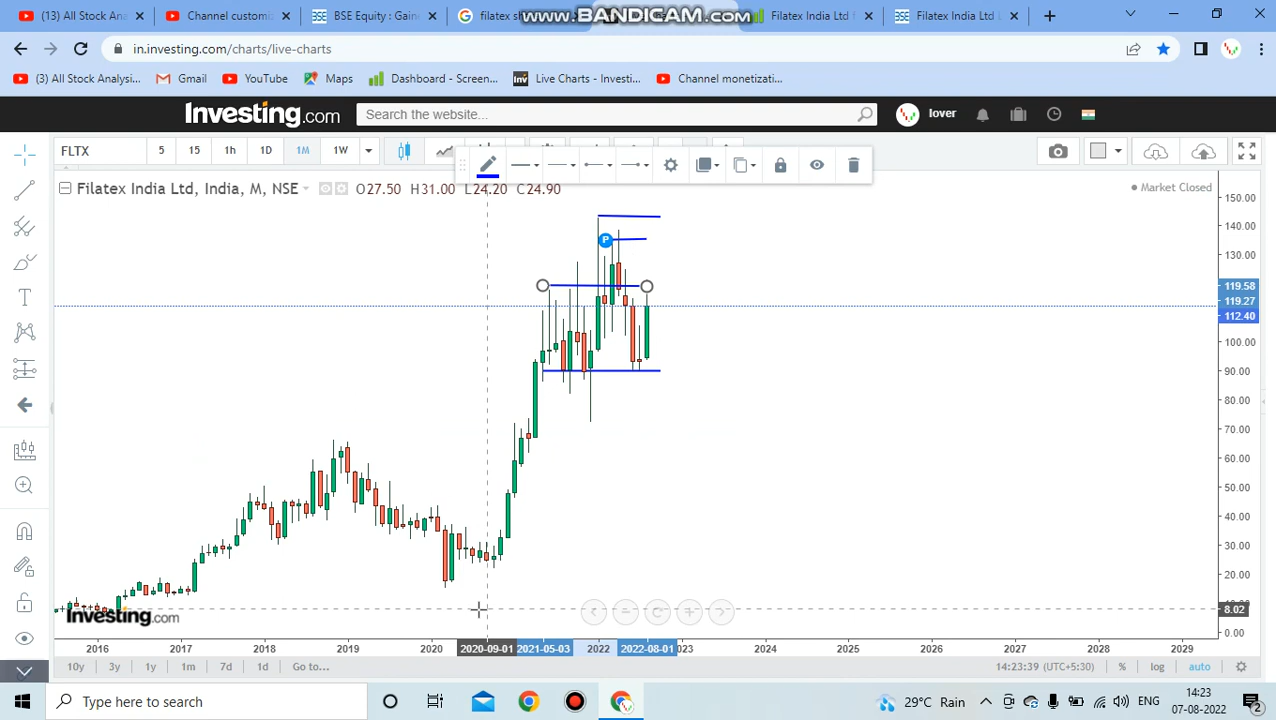 (13) All Stock Ana
Channel customiz
BSE Equity : Gaine
filatex sh
www.BANDICAM.com
Filatex India Ltd
Filatex India Ltd L
in.investing.com/charts/live-charts
(13) All Stock Analysi...
Gmail
YouTube
Maps
Dashboard - Screen...
Live Charts - Investi...
Channel monetizati...
Investing.com
Search the website...
lover
FLTX
5
15
1h
1D
1M
1W
Filatex India Ltd, India, M, NSE
O27.50 H31.00 L24.20 C24.90
Market Closed
150.00
140.00
130.00
119.58
119.27
112.40
100.00
90.00
80.00
70.00
60.00
50.00
40.00
30.00
20.00
8.02
0.00
P
Investing.com
2016 2017 2018 2019 2020 2020-09-01 2021-05-03 2022 2022-08-01 023 2024 2025 2026 2027 2028 2029
10y 3y 1y 1m 7d 1d Go to...
14:23:39 (UTC+5:30) % log auto
Type here to search
29°C Rain
ENG
14:23
07-08-2022
2